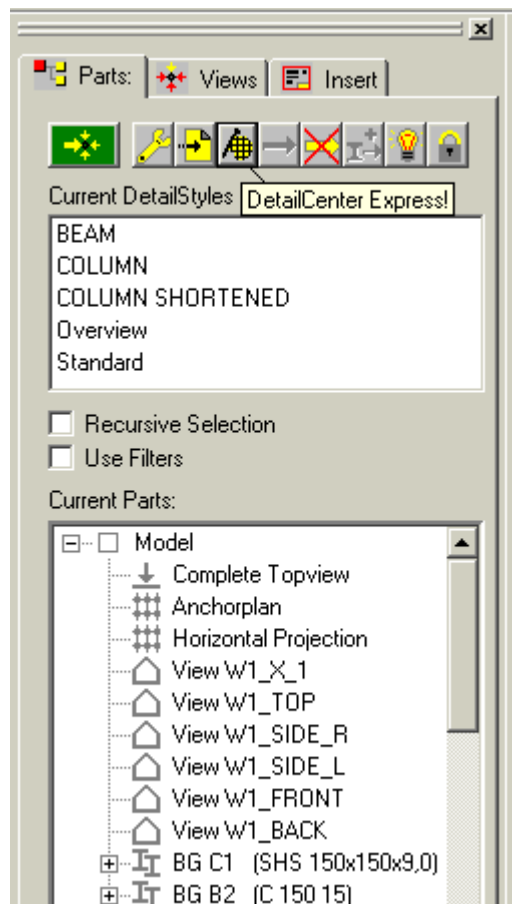 Parts: Views Insert
Current DetailStyles DetailCenter Express!
BEAM
COLUMN
COLUMN SHORTENED
Overview
Standard
Recursive Selection
Use Filters
Current Parts:
Model
Complete Topview
Anchorplan
Horizontal Projection
View W1_X_1
View W1_TOP
View W1_SIDE_R
View W1_SIDE_L
View W1_FRONT
View W1_BACK
BG C1 (SHS 150x150x9,0)
BG B2 (C 150 15)